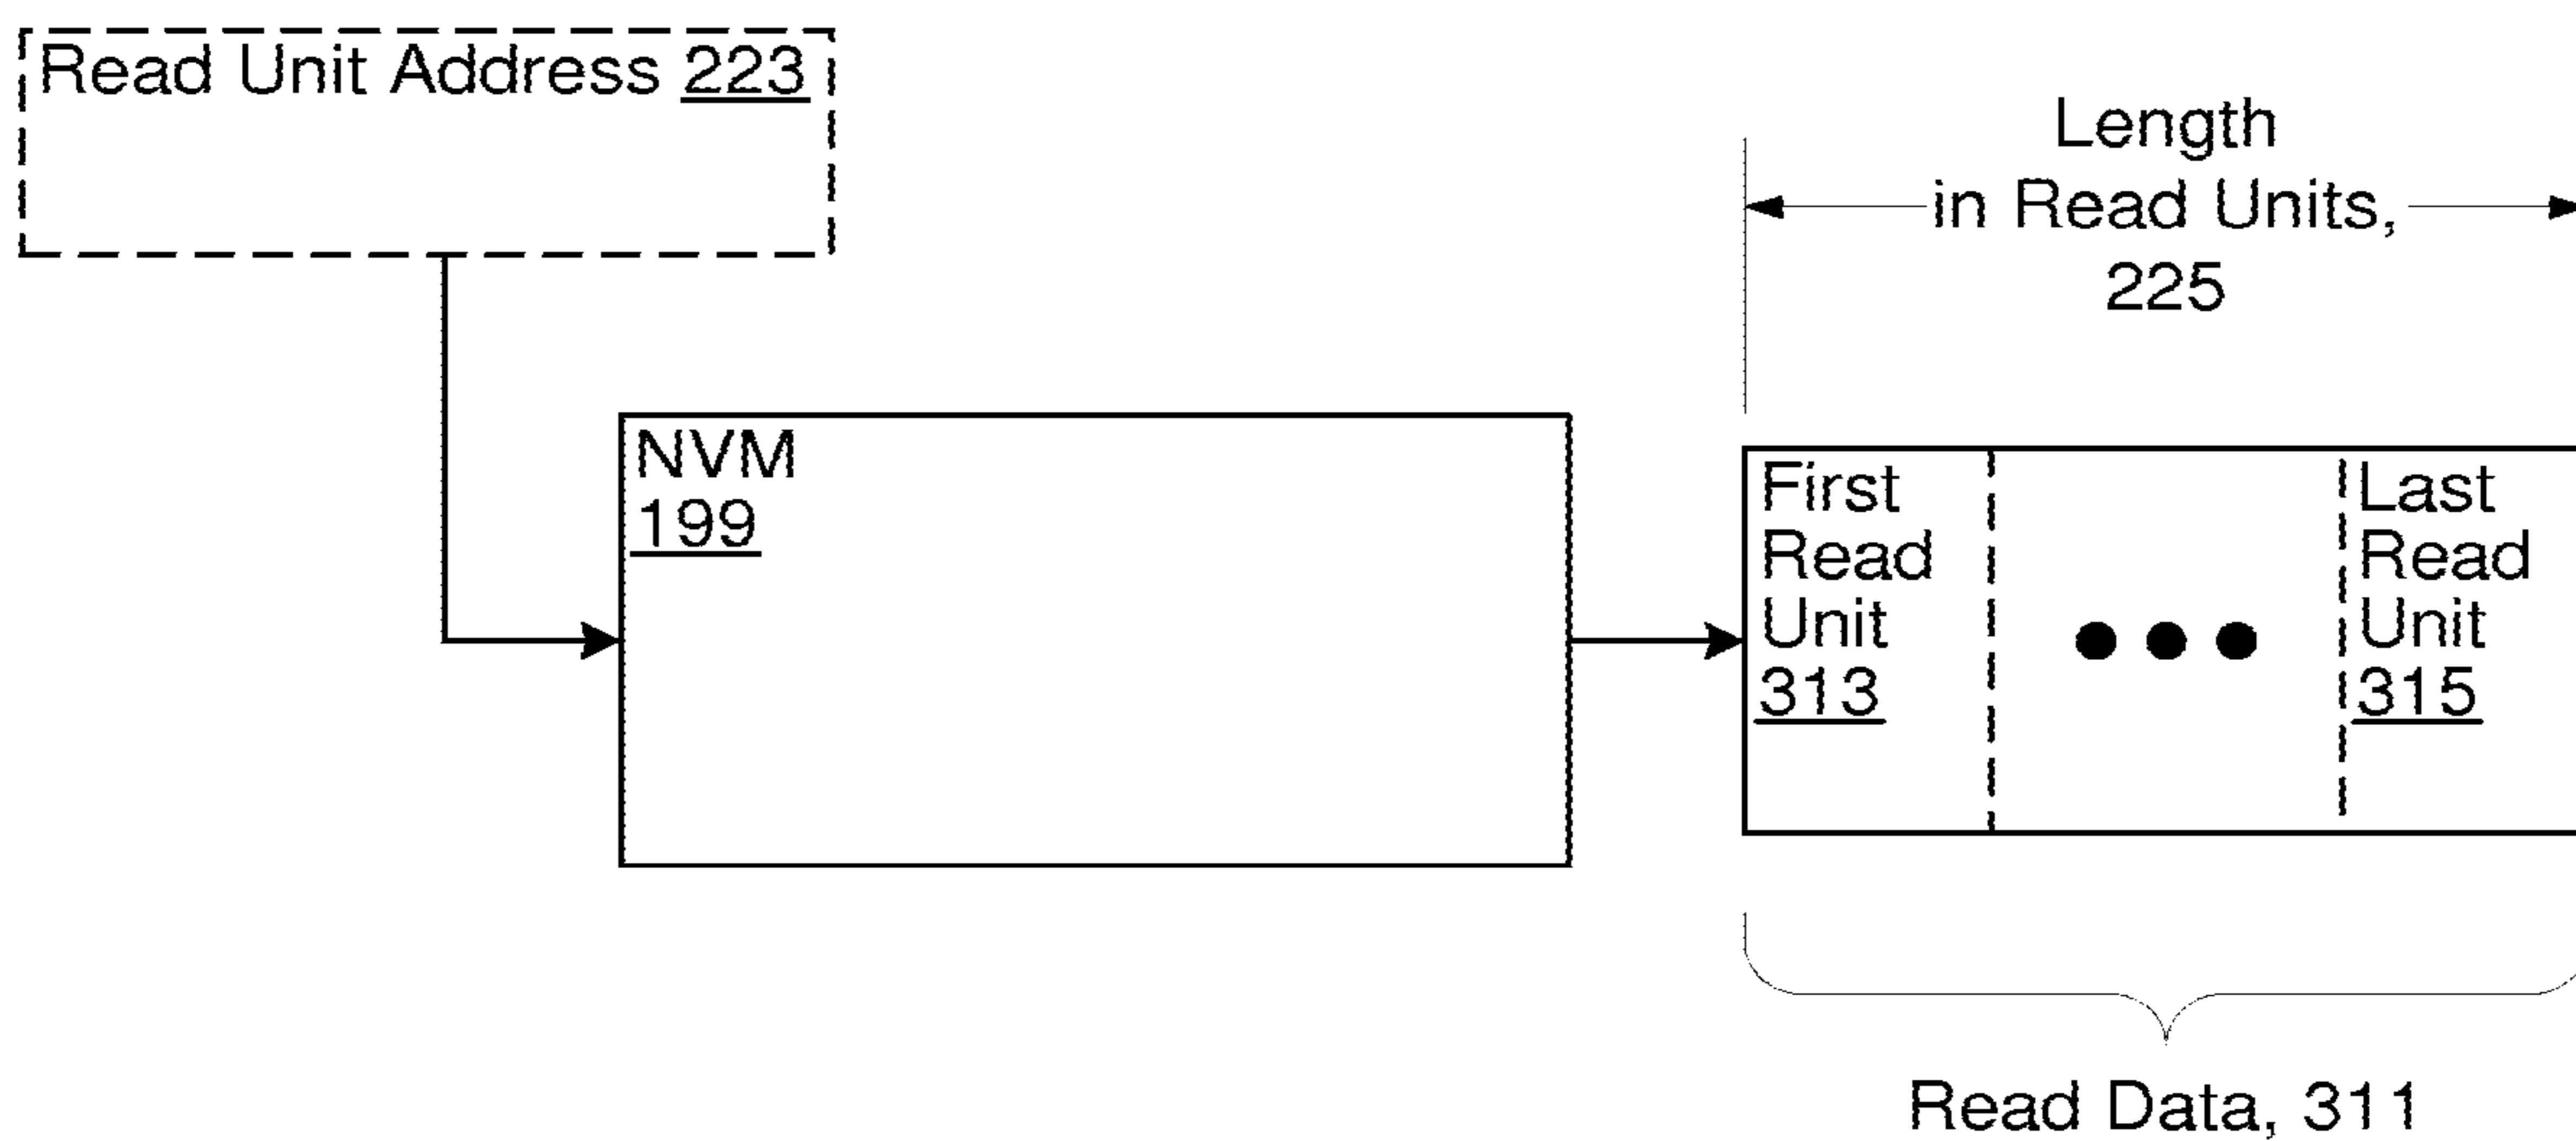 Read Unit Address 223
Length
in Read Units,
225
NVM
199
First
Read
Unit
313
Last
Read
Unit
315
Read Data, 311